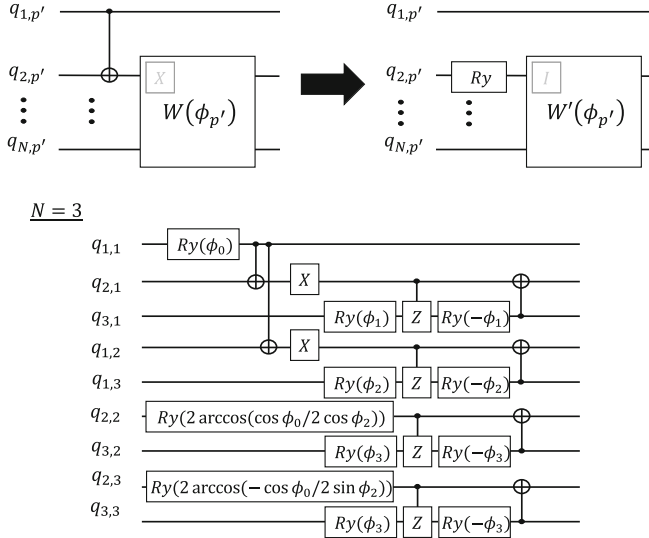 q1,p′ q1,p′
q2,p′ X q2,p′ Ry I
W(ϕp′) W′(ϕp′)
qN,p′ qN,p′
N = 3
q1,1 Ry(ϕ0)
q2,1 X
q3,1 Ry(ϕ1) Z Ry(−ϕ1)
q1,2 X
q1,3 Ry(ϕ2) Z Ry(−ϕ2)
q2,2 Ry(2 arccos(cos ϕ0/2 cos ϕ2))
q3,2 Ry(ϕ3) Z Ry(−ϕ3)
q2,3 Ry(2 arccos(− cos ϕ0/2 sin ϕ2))
q3,3 Ry(ϕ3) Z Ry(−ϕ3)